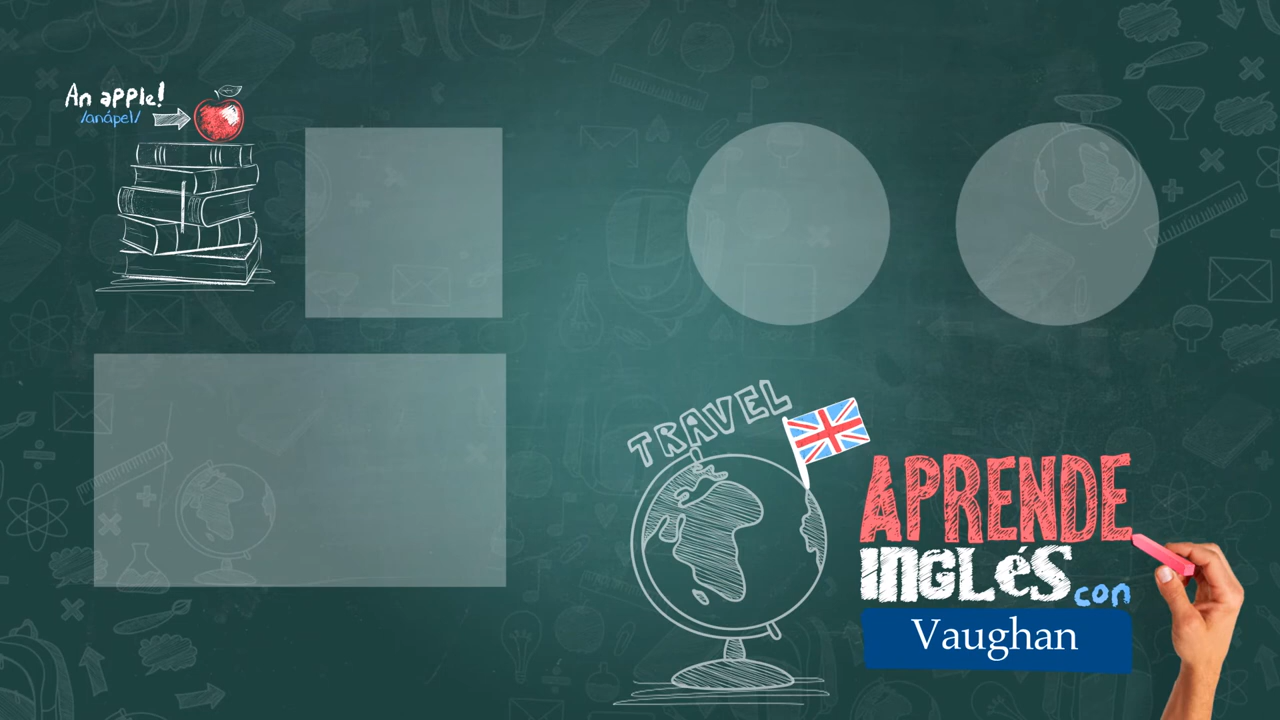 An apple!
/anápel/
TRAVEL
APRENDE
INGLéS con
Vaughan